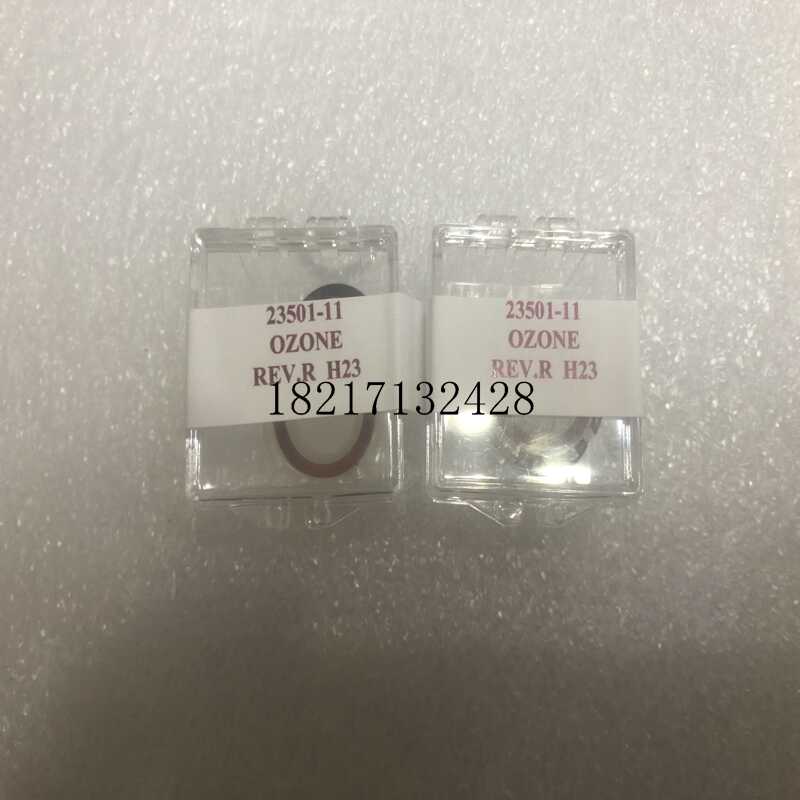 23501-11
OZONE
REV.R H23
23501-11
OZONE
REV.R H23
18217132428